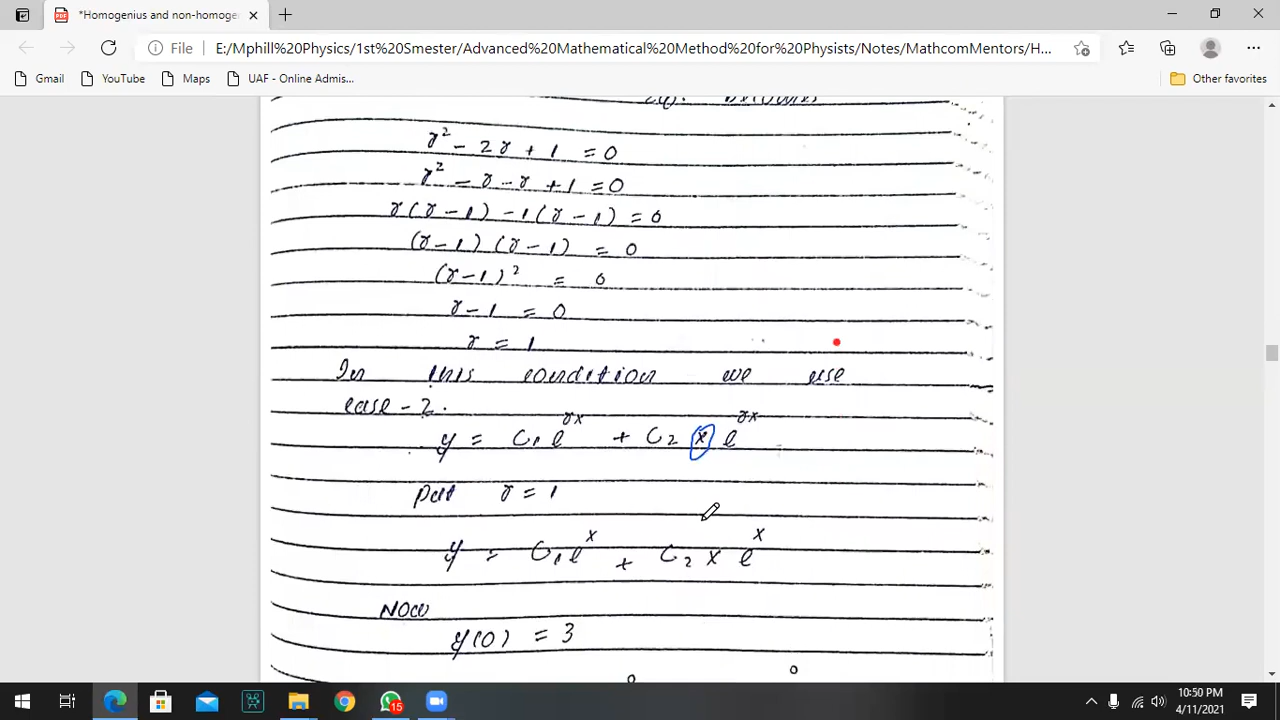 *Homogenius and non-homoge
File
E:/Mphill%20Physics/1st%20Smester/Advanced%20Mathematical%20Method%20for%20Physists/Notes/MathcomMentors/H...
Gmail YouTube Maps UAF - Online Admis... Other favorites
r² - 2r + 1 = 0
r² - r - r + 1 = 0
r(r-1) -1(r-1) = 0
(r-1)(r-1) = 0
(r-1)² = 0
r-1 = 0
r = 1
In this condition we use
case-2.
y = C₁e^rx + C₂ x e^rx
Put r = 1
y = C₁e^x + C₂ x e^x
Now
y(0) = 3
15
10:50 PM
4/11/2021